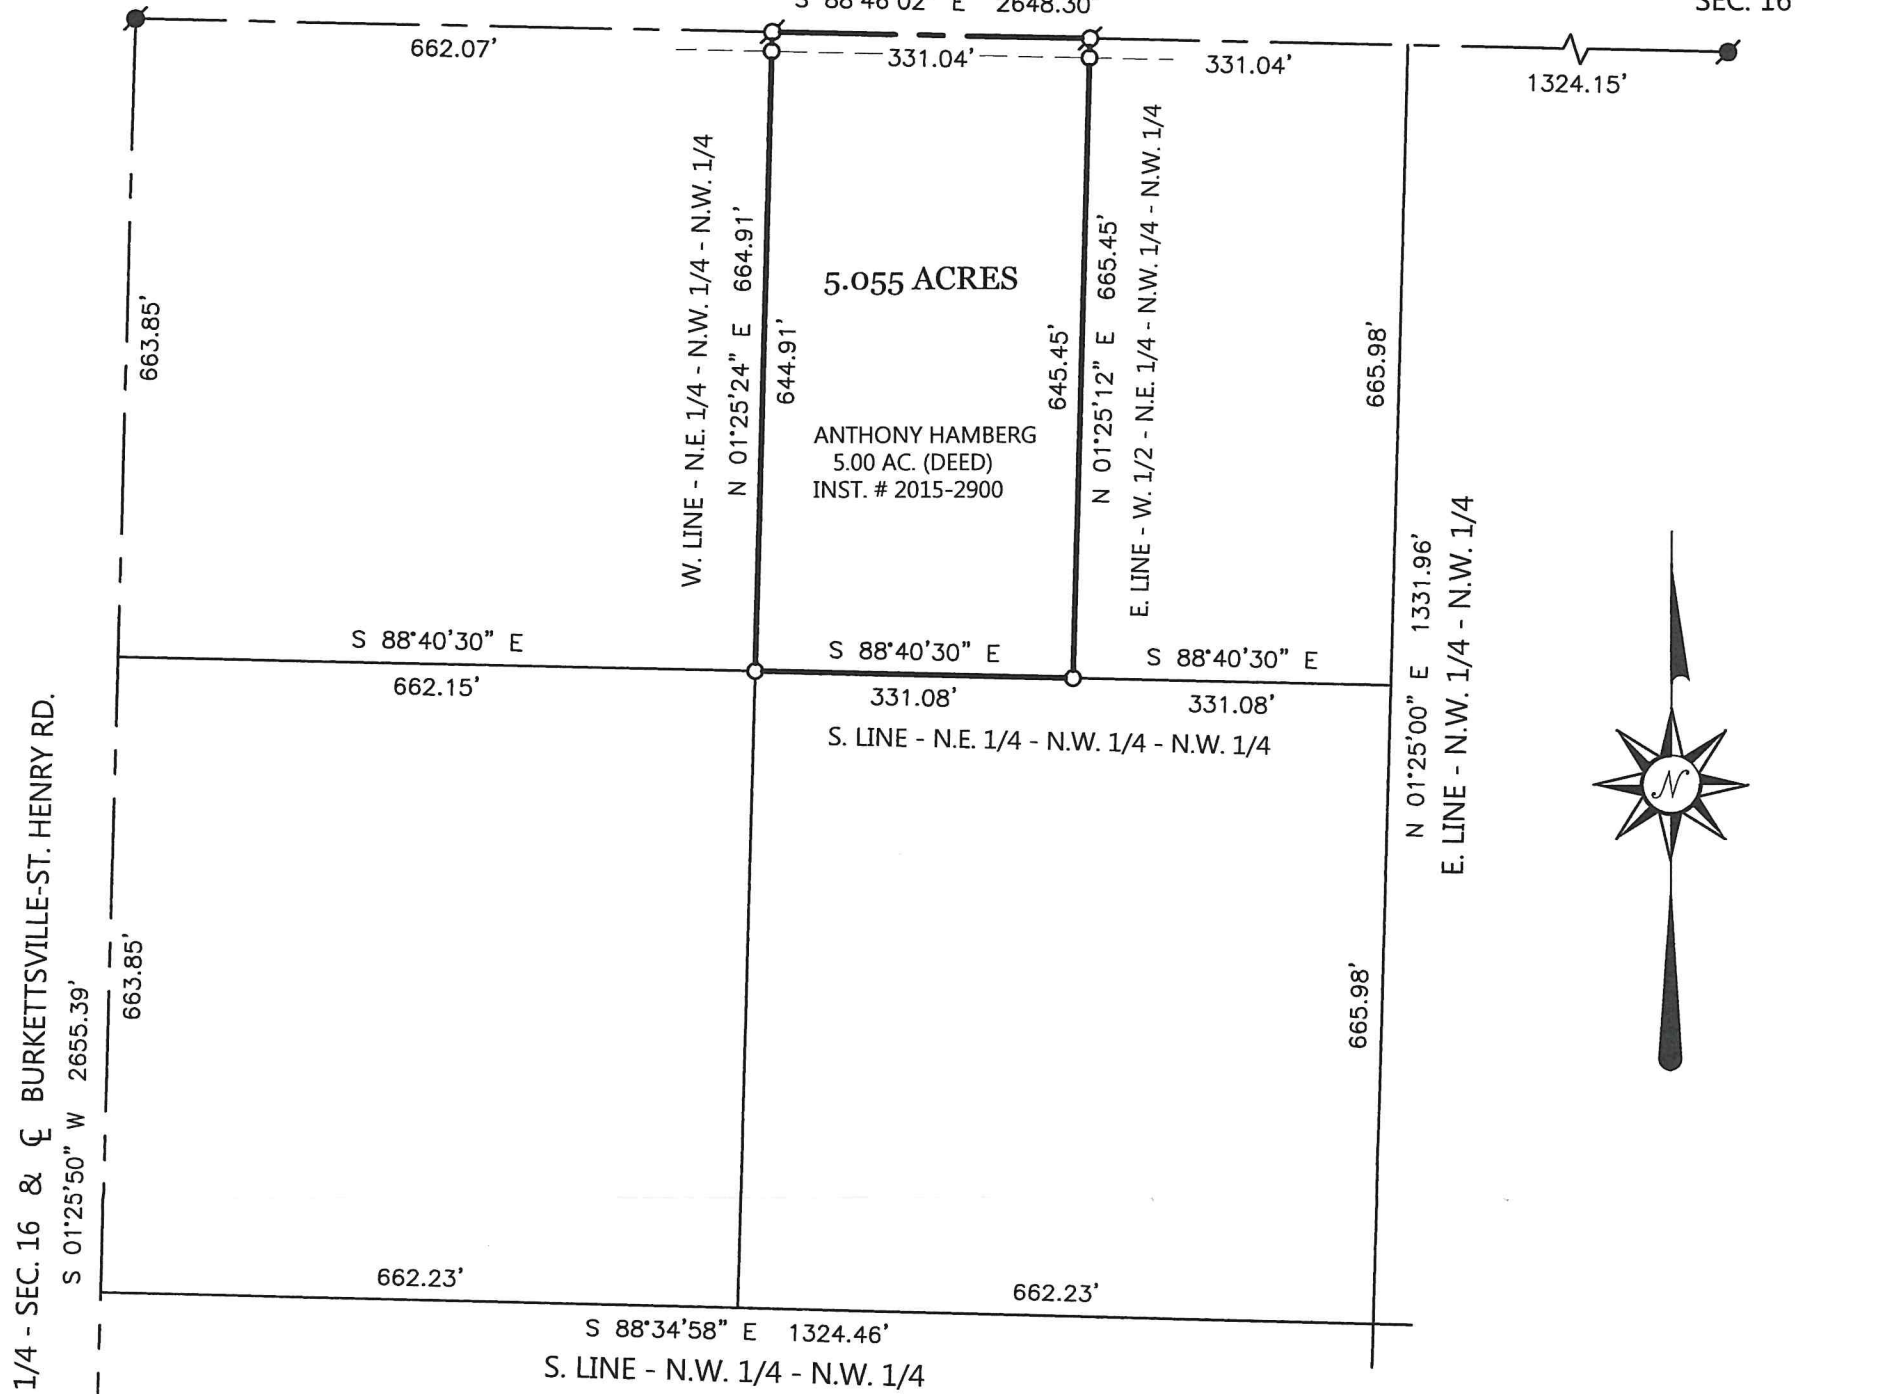 S 88°46'02" E 2648.30'
SEC. 16
662.07'
331.04'
331.04'
1324.15'
663.85'
W. LINE - N.E. 1/4 - N.W. 1/4 - N.W. 1/4
N 01°25'24" E 664.91'
644.91'
5.055 ACRES
ANTHONY HAMBERG
5.00 AC. (DEED)
INST. # 2015-2900
645.45'
N 01°25'12" E 665.45'
E. LINE - W. 1/2 - N.E. 1/4 - N.W. 1/4 - N.W. 1/4
665.98'
S 88°40'30" E
662.15'
S 88°40'30" E
331.08'
S 88°40'30" E
331.08'
S. LINE - N.E. 1/4 - N.W. 1/4 - N.W. 1/4
N 01°25'00" E 1331.96'
E. LINE - N.W. 1/4 - N.W. 1/4
N
1/4 - SEC. 16 & ℄ BURKETTSVILLE-ST. HENRY RD.
S 01°25'50" W 2655.39'
663.85'
665.98'
662.23'
662.23'
S 88°34'58" E 1324.46'
S. LINE - N.W. 1/4 - N.W. 1/4